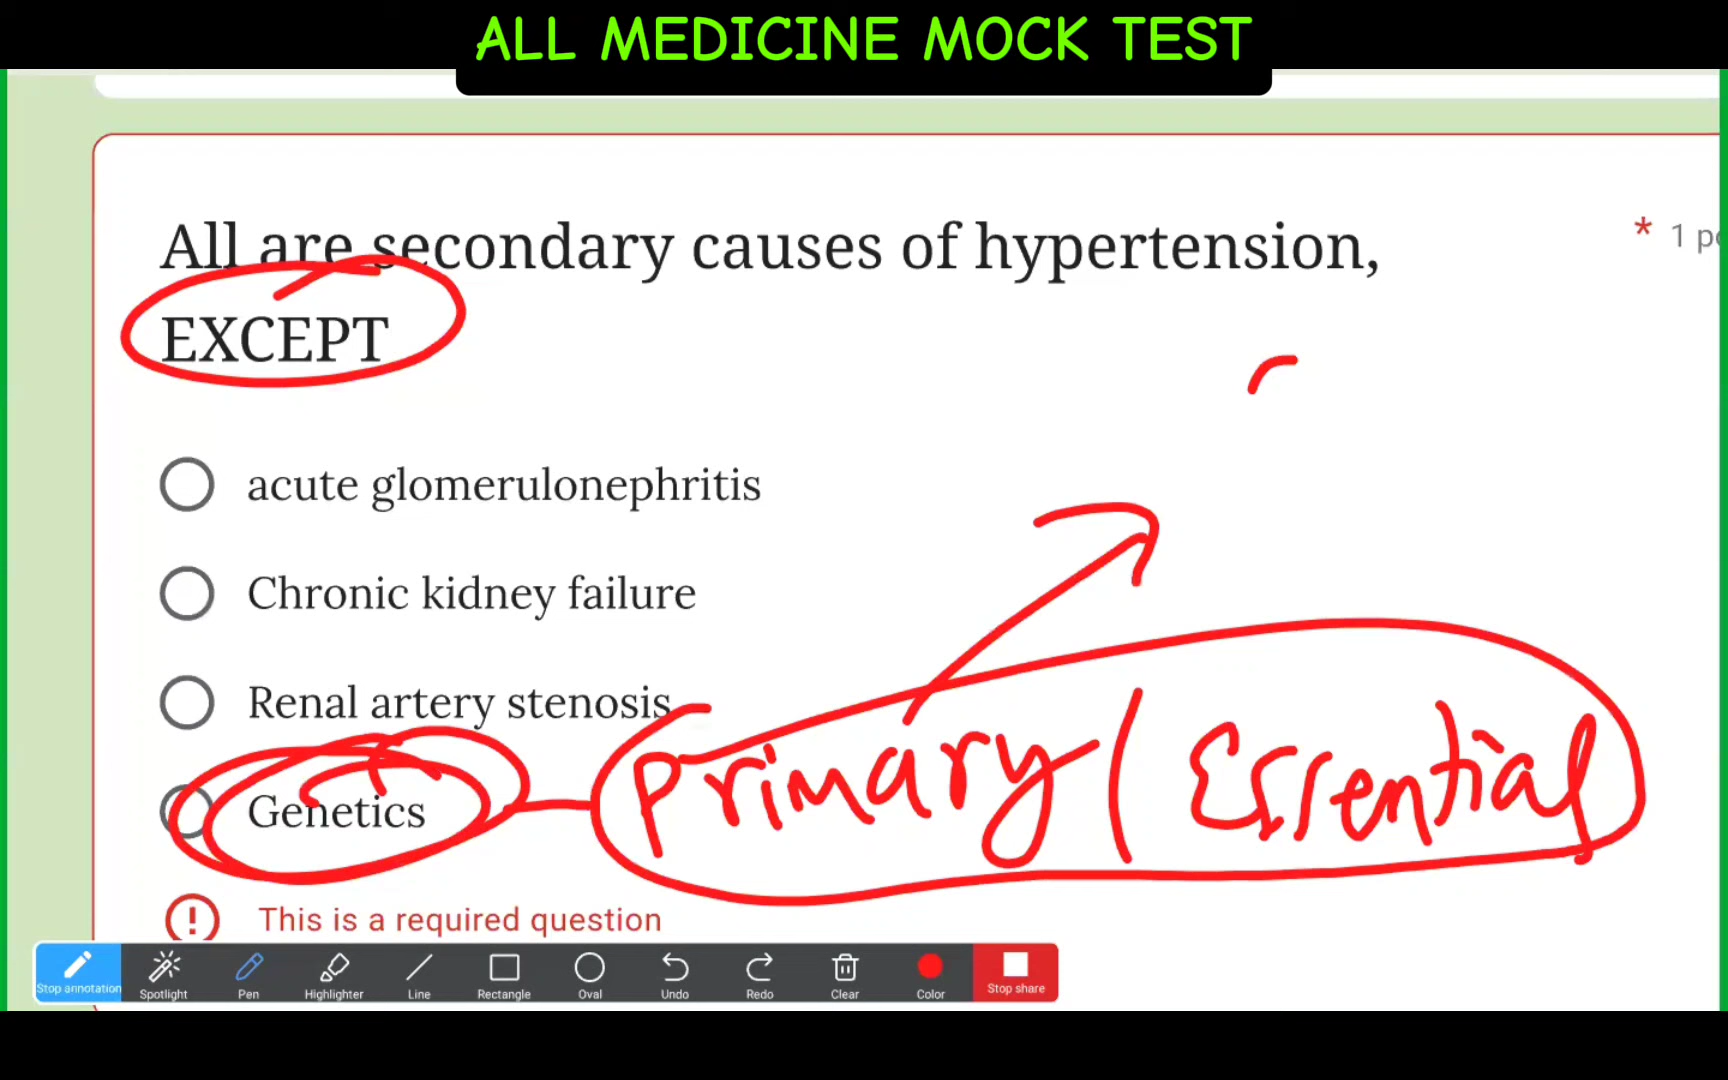 ALL MEDICINE MOCK TEST
All are secondary causes of hypertension,
EXCEPT
* 1 po
acute glomerulonephritis
Chronic kidney failure
Renal artery stenosis
Genetics
Primary / Essential
This is a required question
Stop annotation
Spotlight
Pen
Highlighter
Line
Rectangle
Oval
Undo
Redo
Clear
Color
Stop share